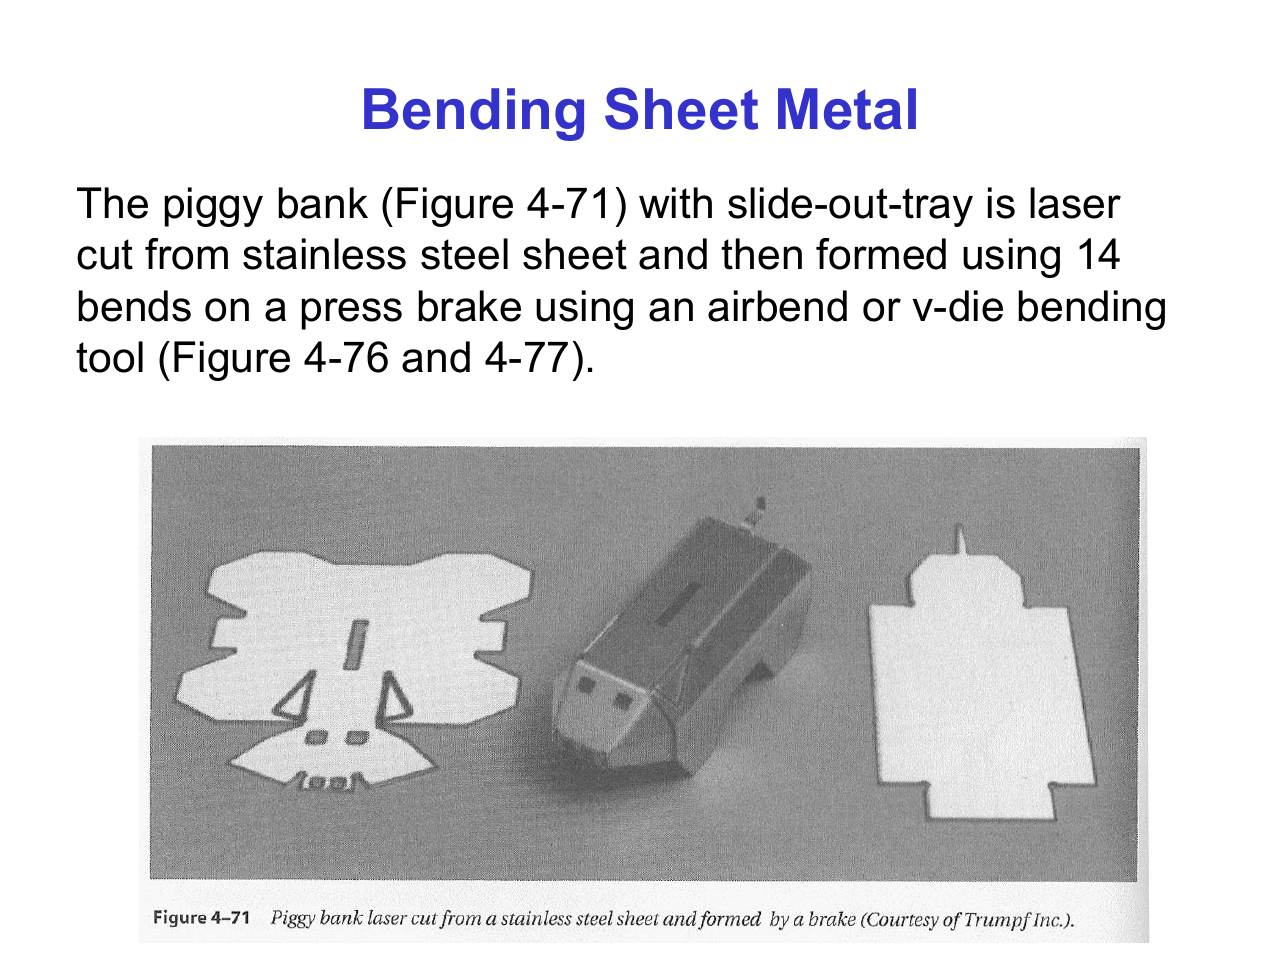 Bending Sheet Metal
The piggy bank (Figure 4-71) with slide-out-tray is laser
cut from stainless steel sheet and then formed using 14
bends on a press brake using an airbend or v-die bending
tool (Figure 4-76 and 4-77).
Figure 4–71 Piggy bank laser cut from a stainless steel sheet and formed by a brake (Courtesy of Trumpf Inc.).